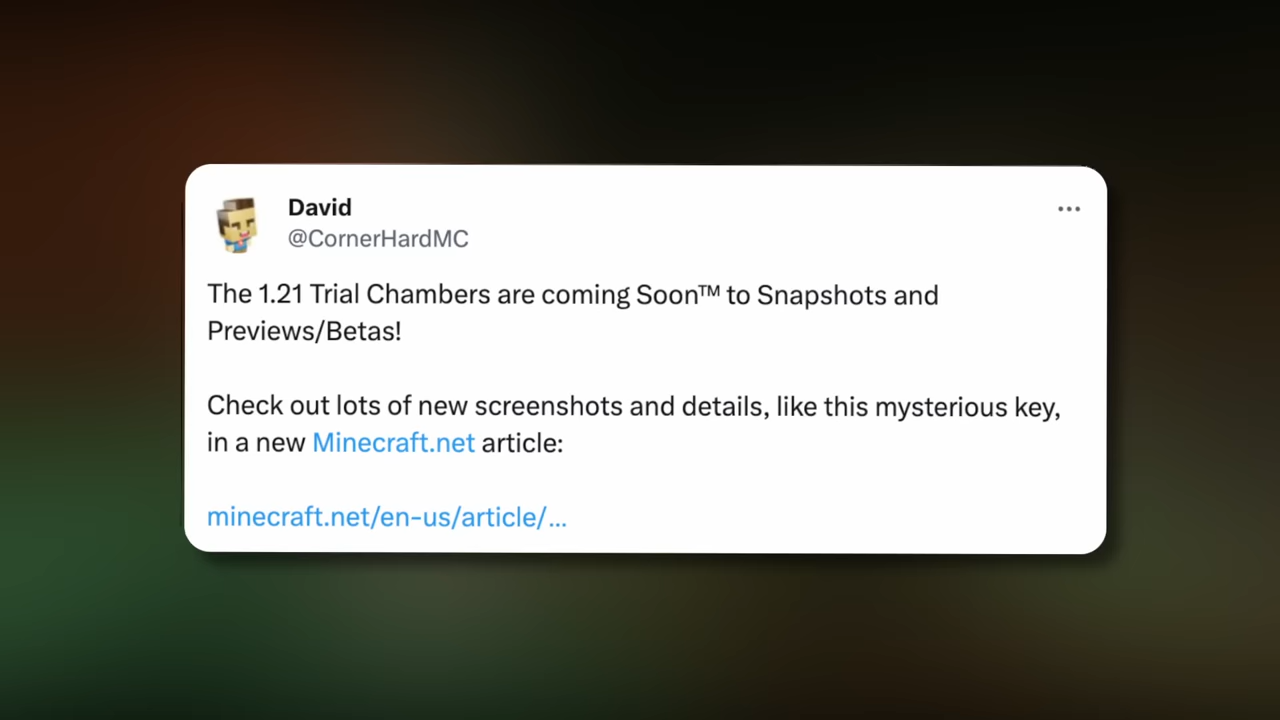 David
@CornerHardMC
The 1.21 Trial Chambers are coming Soon™ to Snapshots and
Previews/Betas!
Check out lots of new screenshots and details, like this mysterious key,
in a new Minecraft.net article:
minecraft.net/en-us/article/...